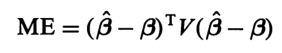 ME = (β̂ − β)ᵀV(β̂ − β)